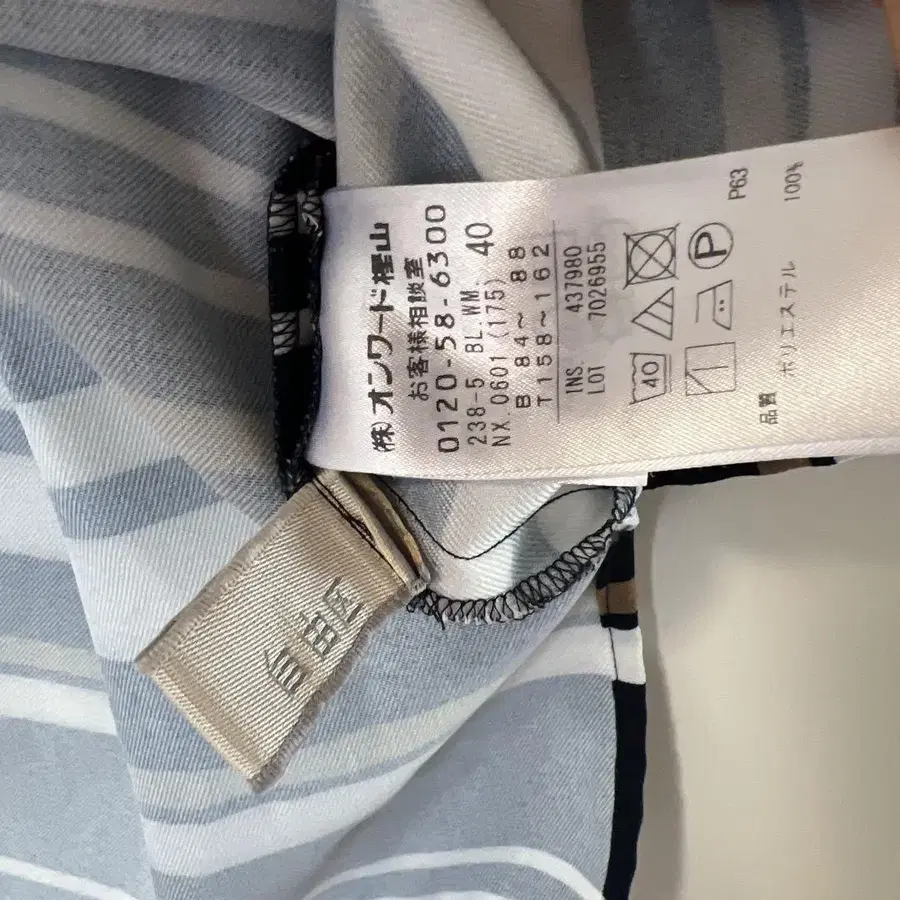 (株)オンワード樫山
お客様相談室
0120-58-6300
238-5 BL.WM.
NX.0601(175) 40
B 84〜 88
T158〜162
INS. 437980
LOT 7026955
40
P
P63
品質 ポリエステル 100%
自由区